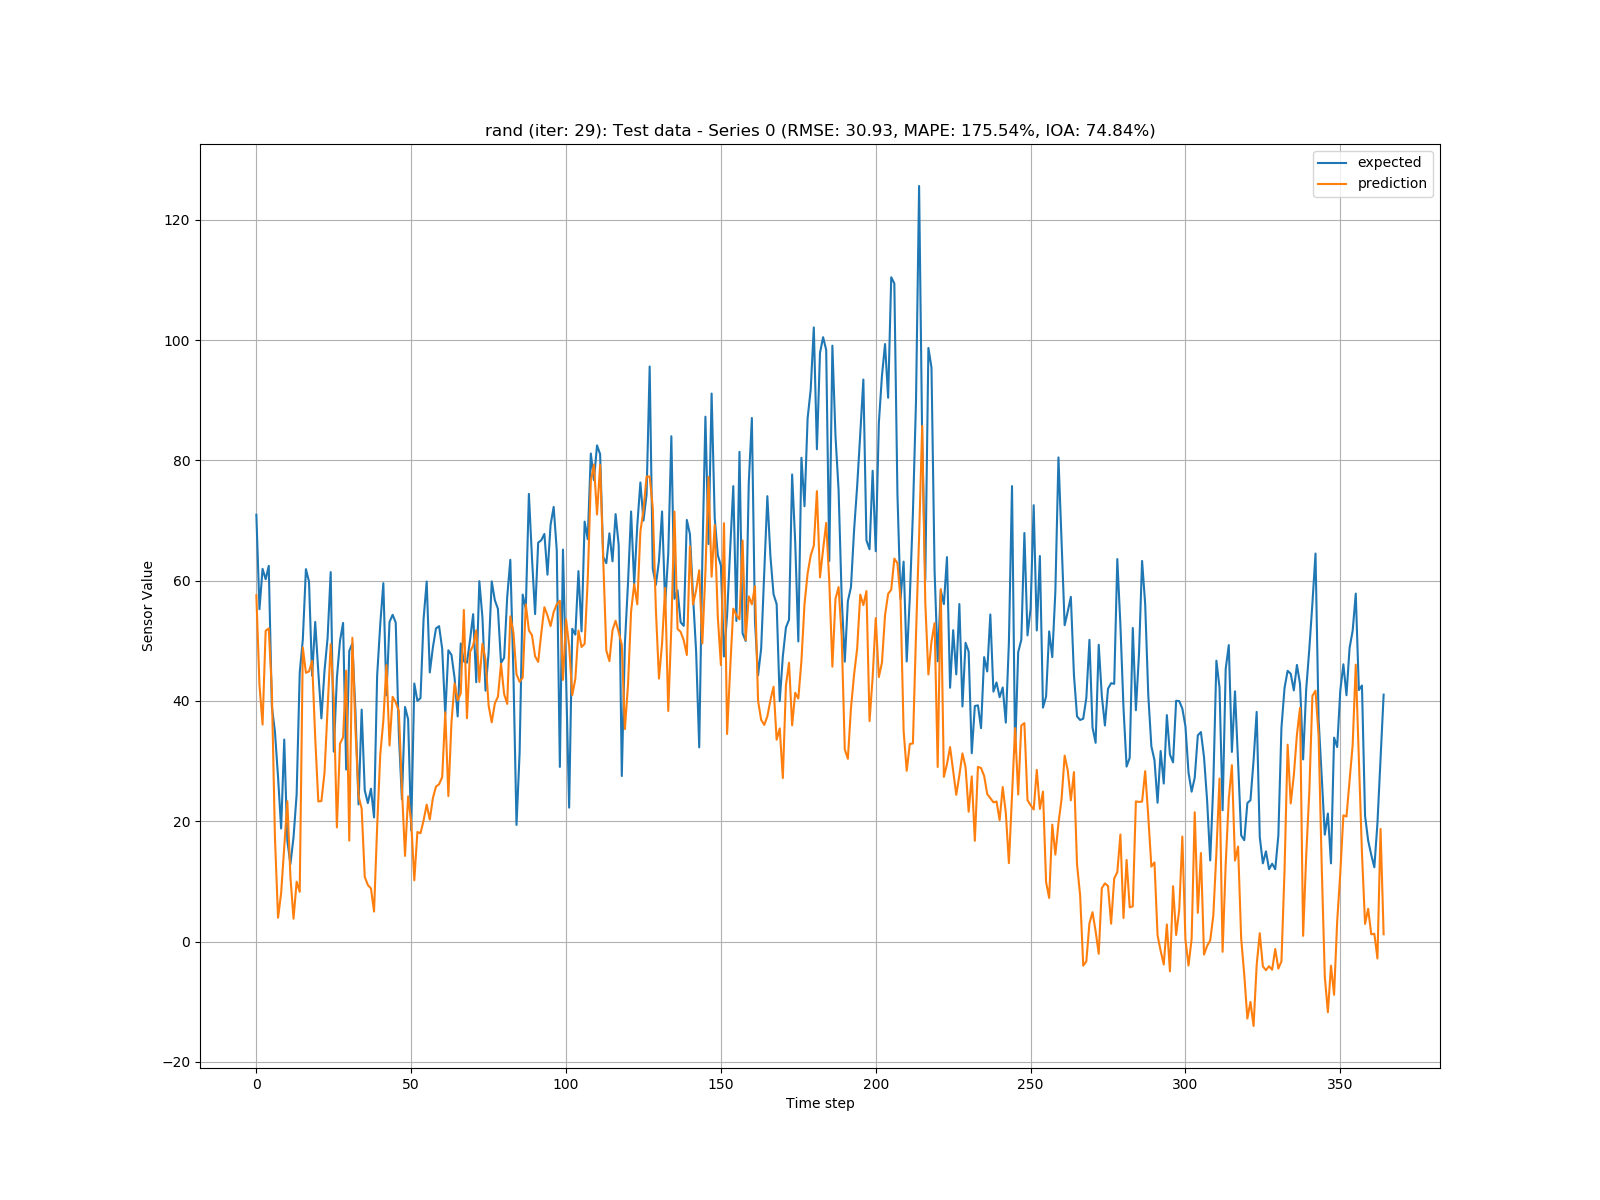 rand (iter: 29): Test data - Series 0 (RMSE: 30.93, MAPE: 175.54%, IOA: 74.84%)
expected
prediction
120
100
80
60
40
20
0
−20
Sensor Value
0 50 100 150 200 250 300 350
Time step